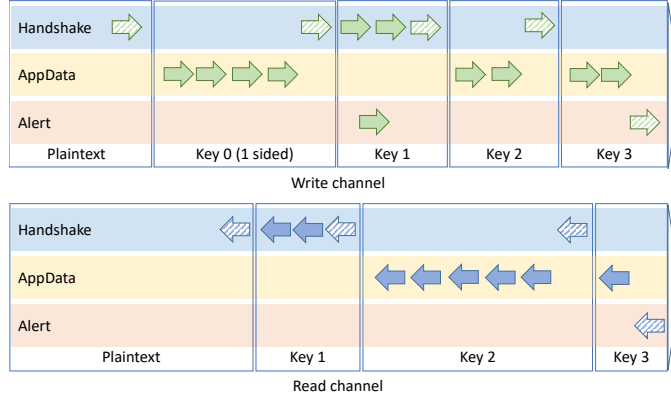 Handshake
AppData
Alert
Plaintext Key 0 (1 sided) Key 1 Key 2 Key 3
Write channel
Handshake
AppData
Alert
Plaintext Key 1 Key 2 Key 3
Read channel